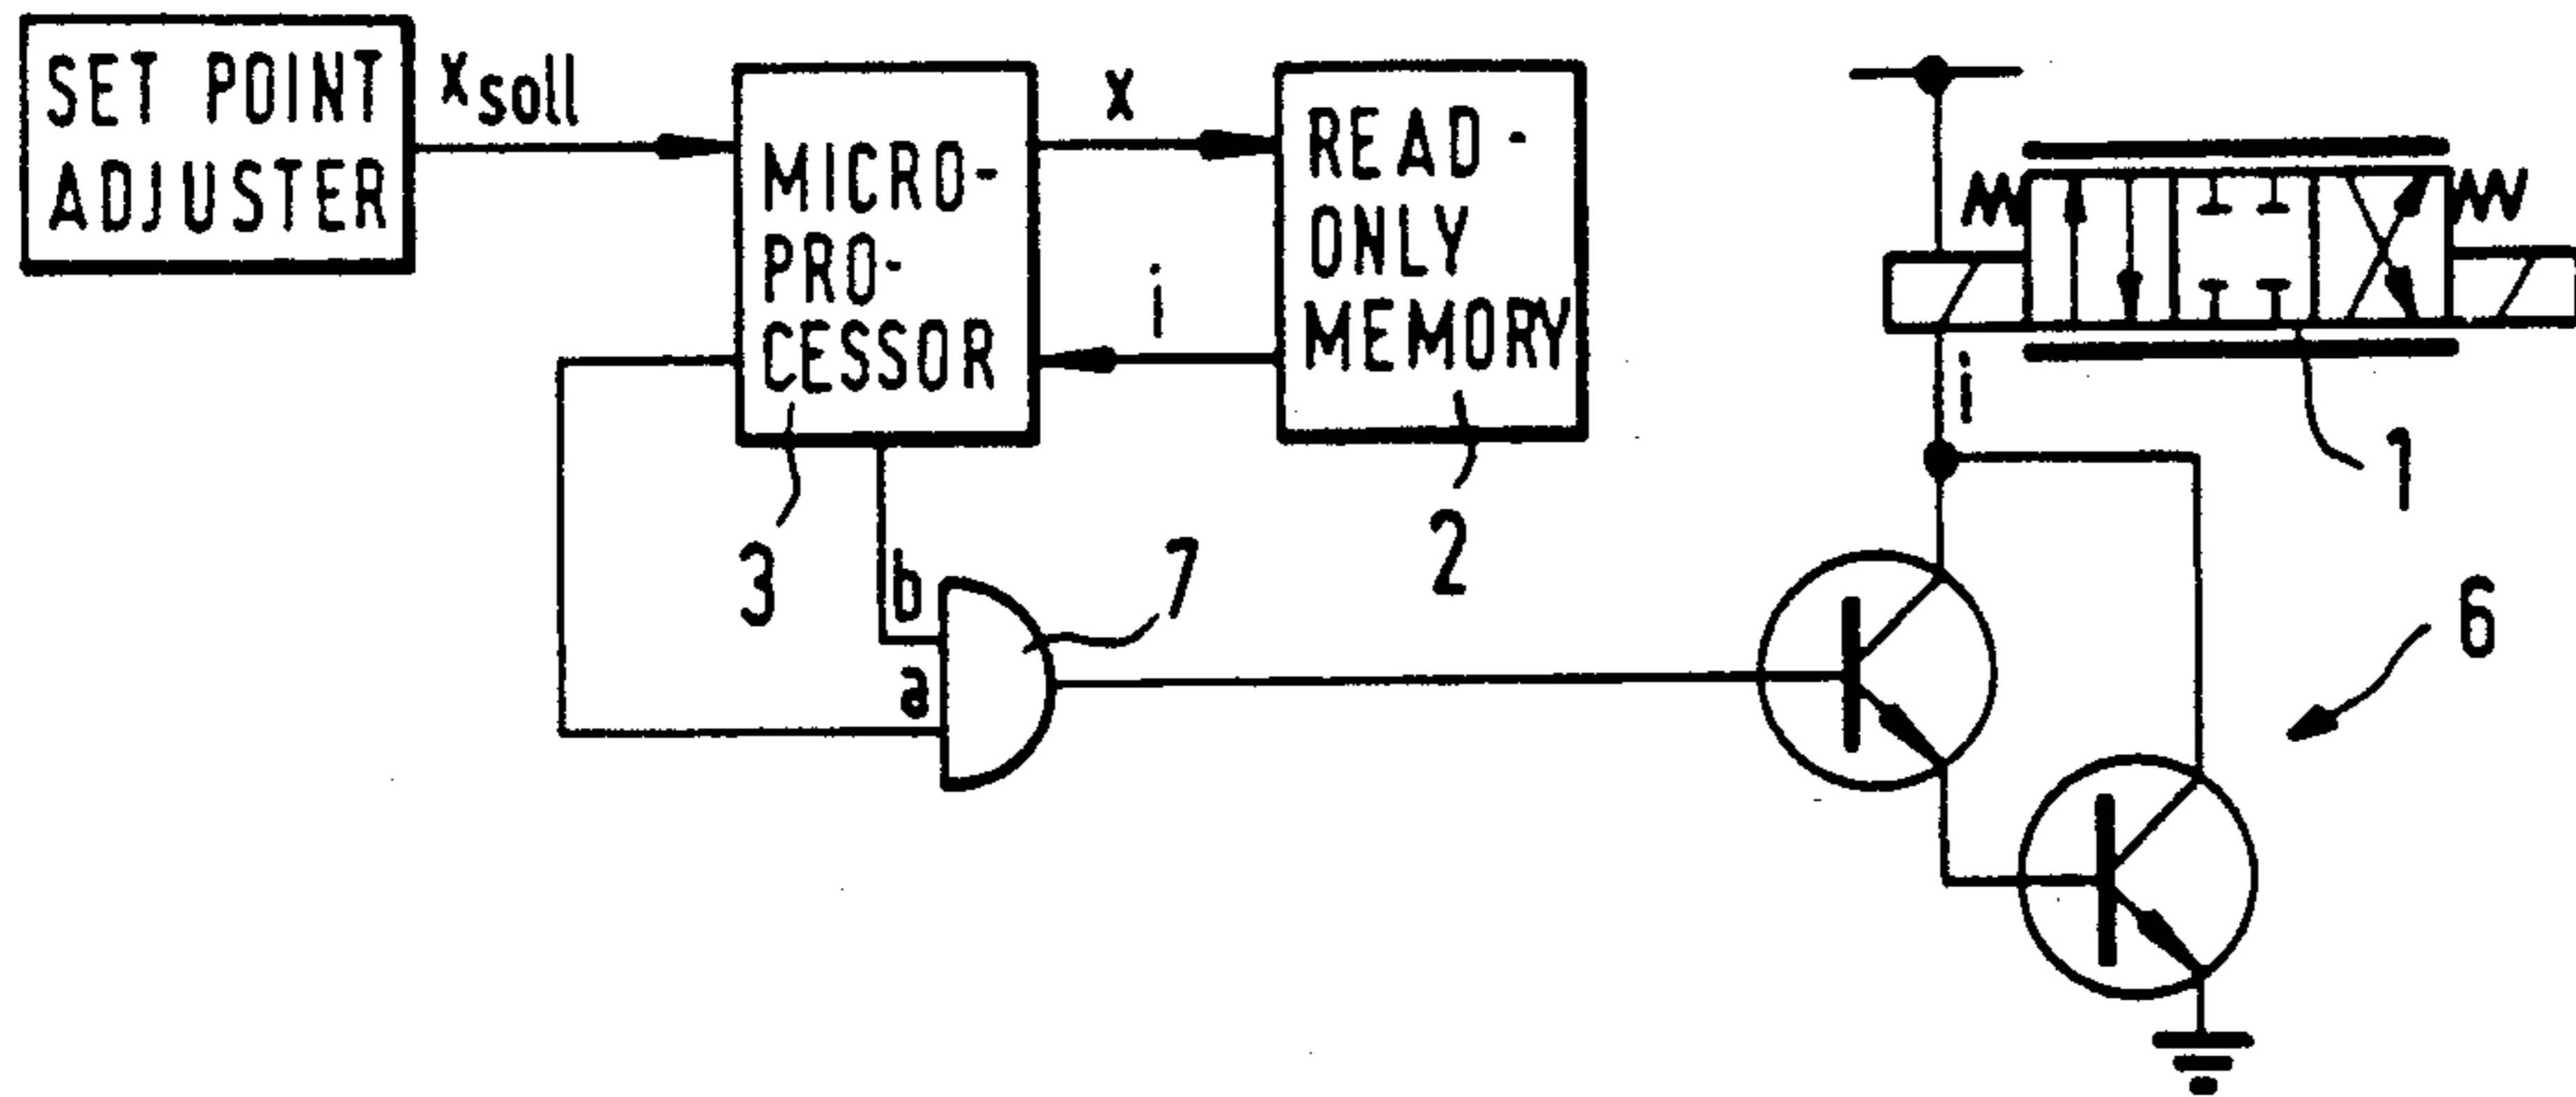 SET POINT
ADJUSTER
xsoll
MICRO-
PRO-
CESSOR
x
i
READ-
ONLY
MEMORY
i
1
3
2
b
a
7
6